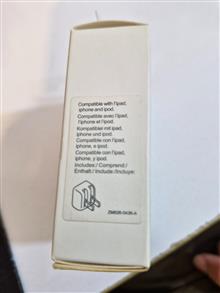 Compatible with l'ipad,
iphone and ipod.
Compatible avec l'ipad,
l'iphone et l'ipod.
Kompatibel mit ipad,
iphone und ipod.
Compatible con l'ipad,
iphone, e ipod.
Compatible con l'ipad,
iphone, y ipod.
Includes / Comprend /
Enthält / Include / Incluye: